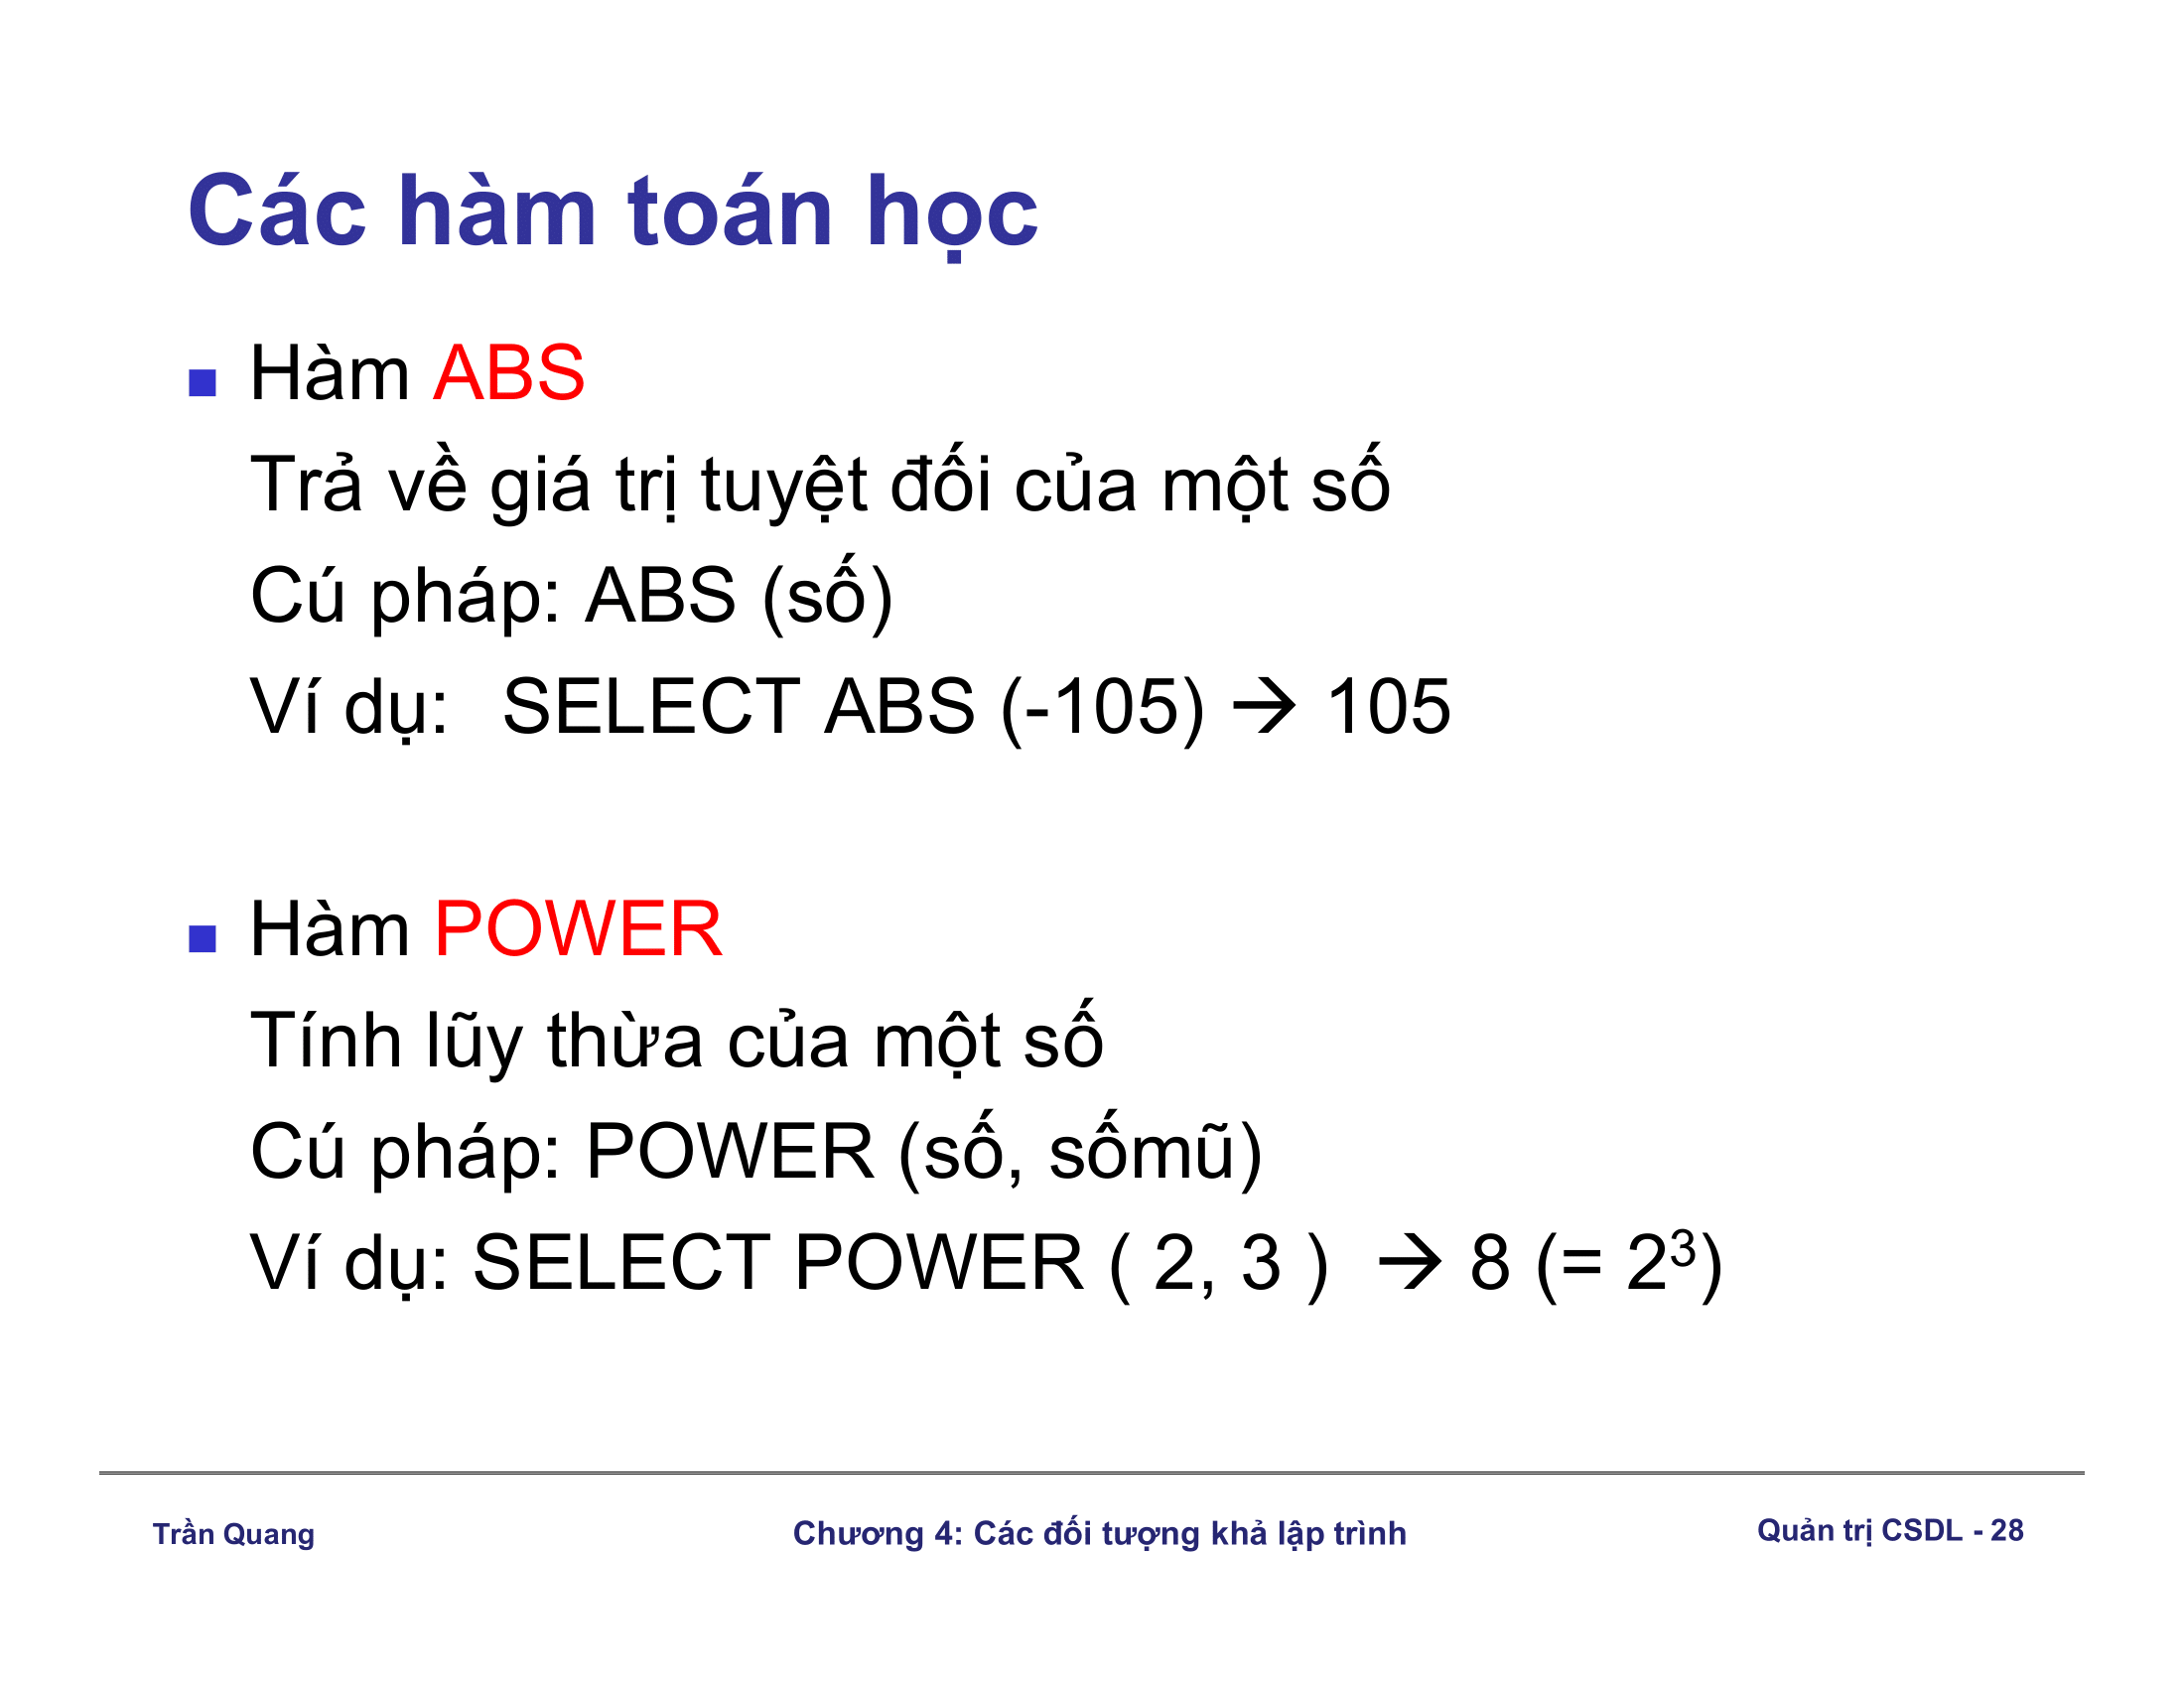 Các hàm toán học
Hàm ABS
Trả về giá trị tuyệt đối của một số
Cú pháp: ABS (số)
Ví dụ: SELECT ABS (-105) → 105
Hàm POWER
Tính lũy thừa của một số
Cú pháp: POWER (số, sốmũ)
Ví dụ: SELECT POWER ( 2, 3 ) → 8 (= 2³)
Trần Quang
Chương 4: Các đối tượng khả lập trình
Quản trị CSDL - 28